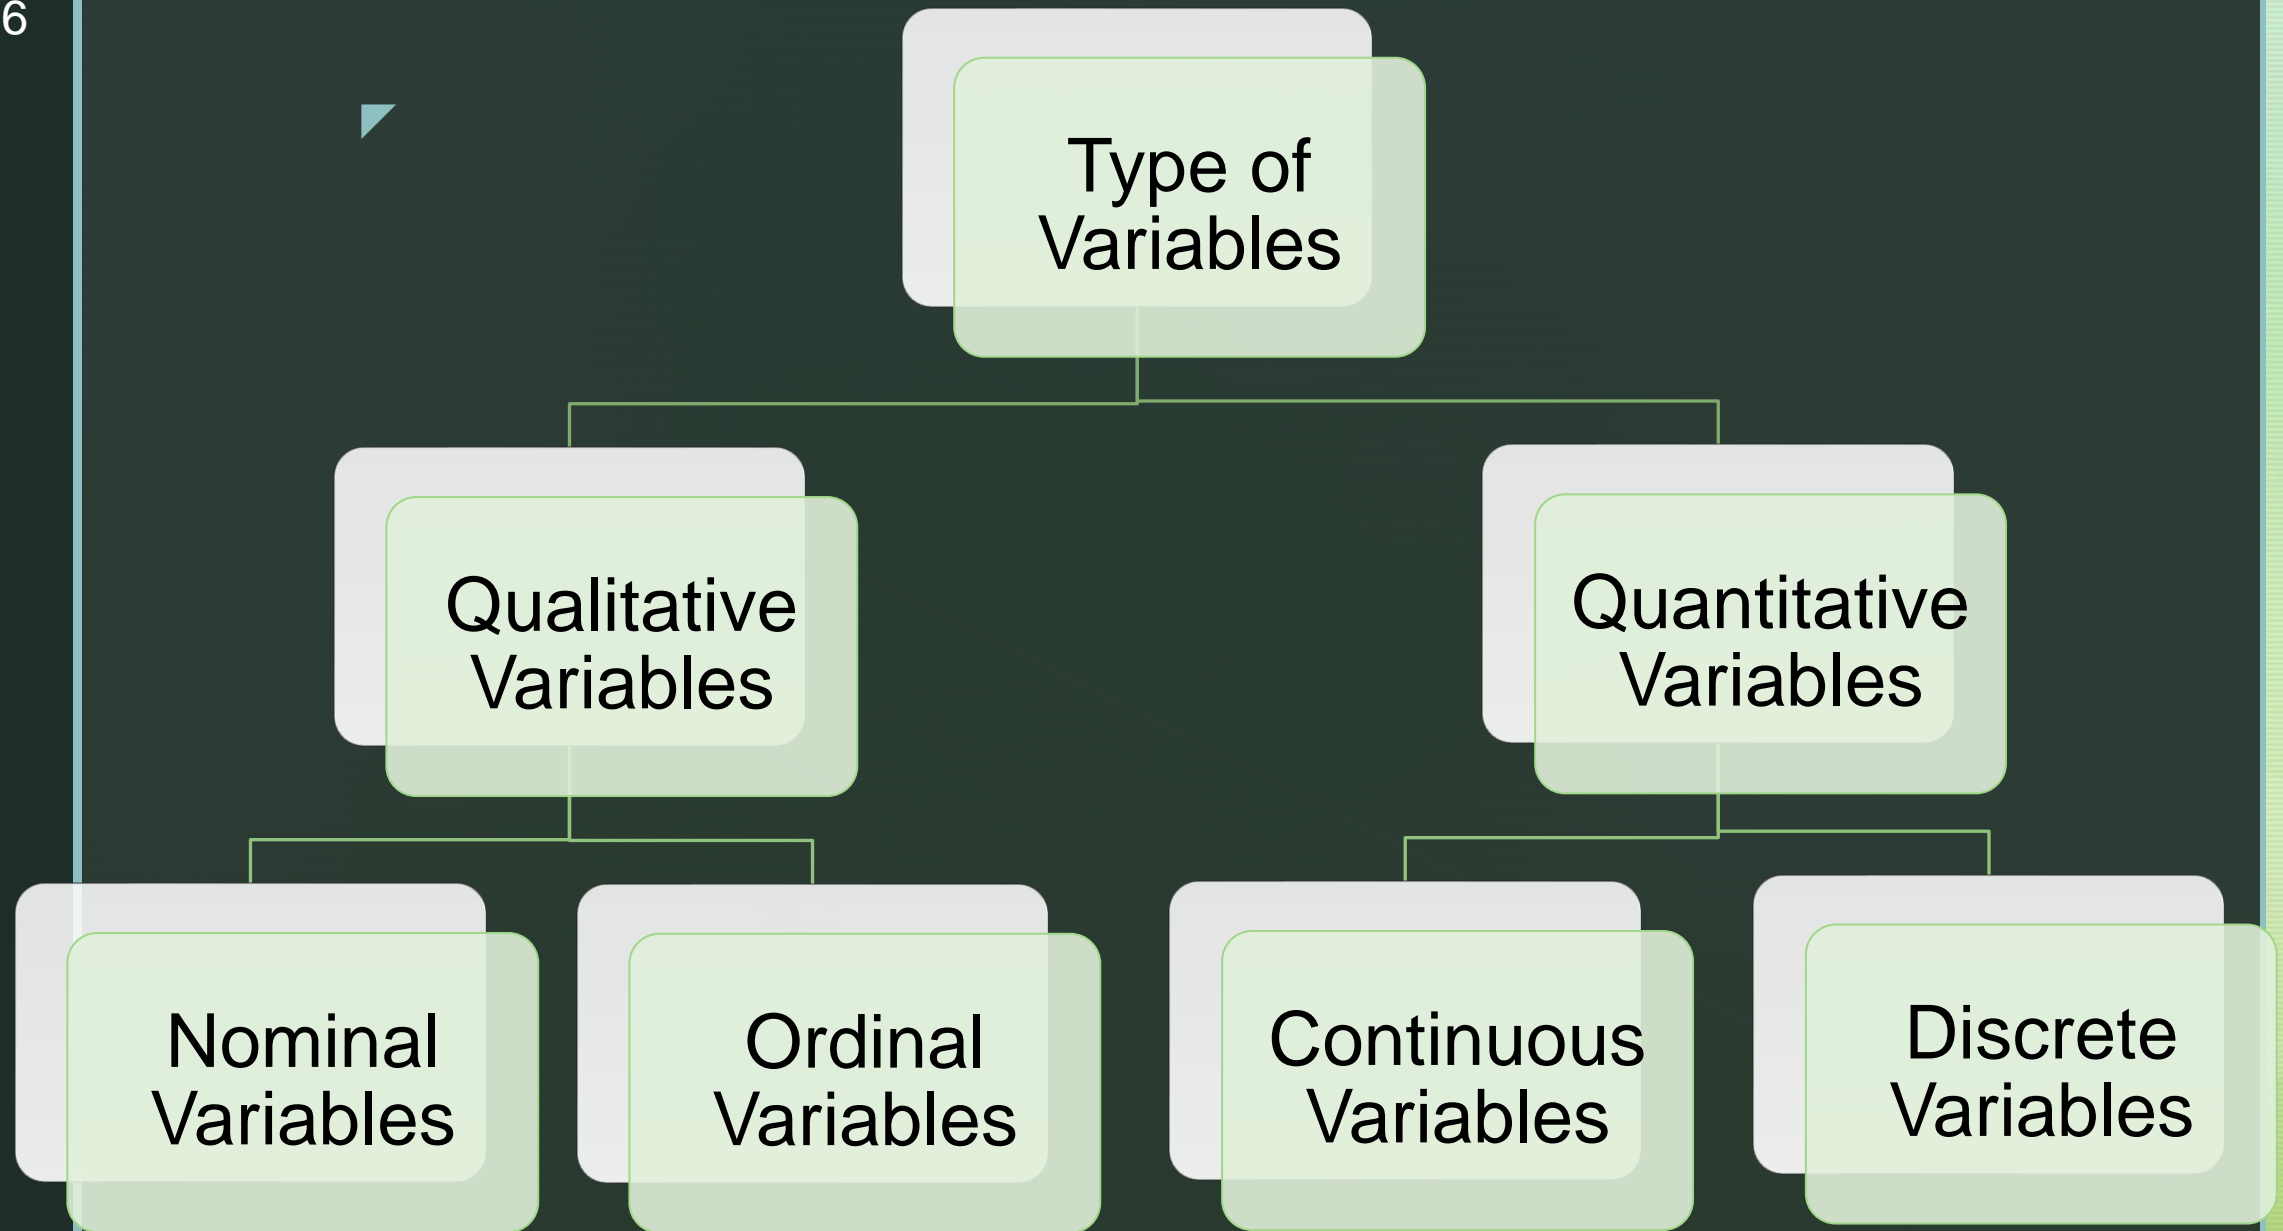 6
Type of
Variables
Qualitative
Variables
Quantitative
Variables
Nominal
Variables
Ordinal
Variables
Continuous
Variables
Discrete
Variables